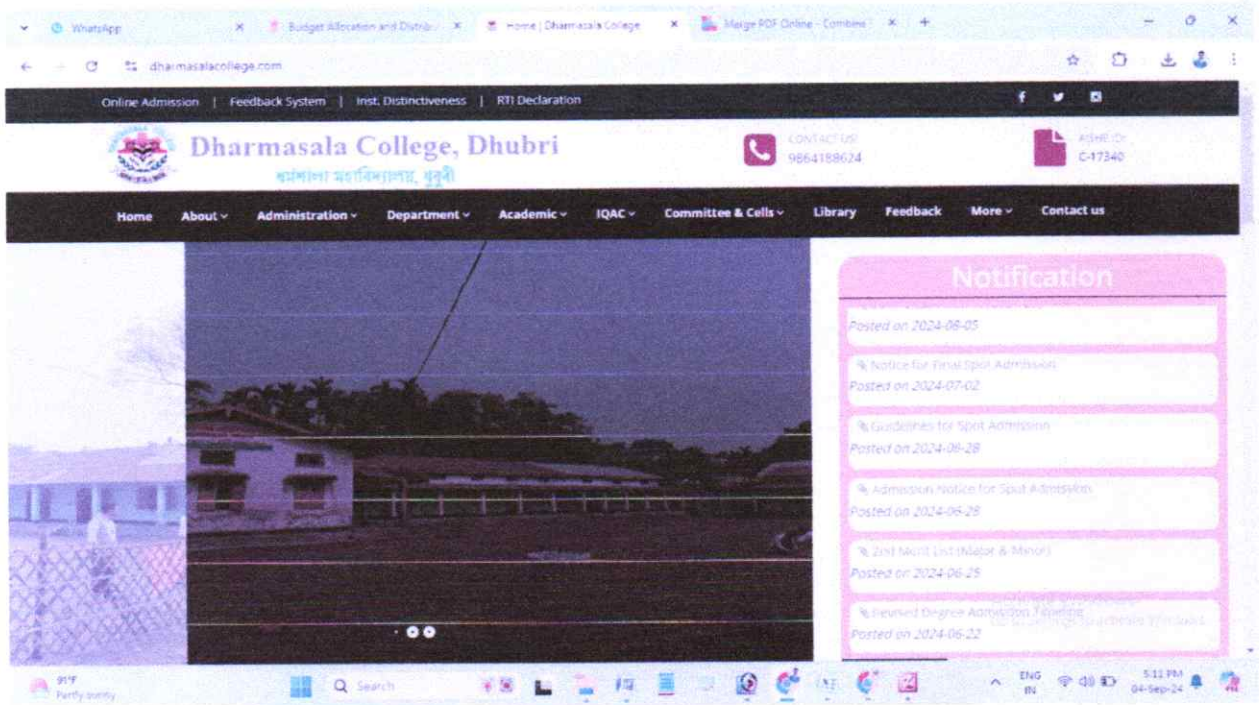 WhatsApp
Budget Allocation and Distribu
Home | Dharmasala College
Merge PDF Online - Combine
dharmasalacollege.com
Online Admission | Feedback System | Inst. Distinctiveness | RTI Declaration
Dharmasala College, Dhubri
ধৰ্মশালা মহাবিদ্যালয়, ধুবুৰী
CONTACT US!
9864188624
AISHE ID:
C-17340
Home About Administration Department Academic IQAC Committee & Cells Library Feedback More Contact us
Notification
Posted on 2024-08-05
Notice for Final Spot Admission
Posted on 2024-07-02
Guidelines for Spot Admission
Posted on 2024-06-28
Admission Notice for Spot Admission
Posted on 2024-06-28
2nd Merit List (Major & Minor)
Posted on 2024-06-25
Revised Degree Admission Timeline
Posted on 2024-06-22
91°F
Partly sunny
Search
ENG
IN
5:11 PM
04-Sep-24